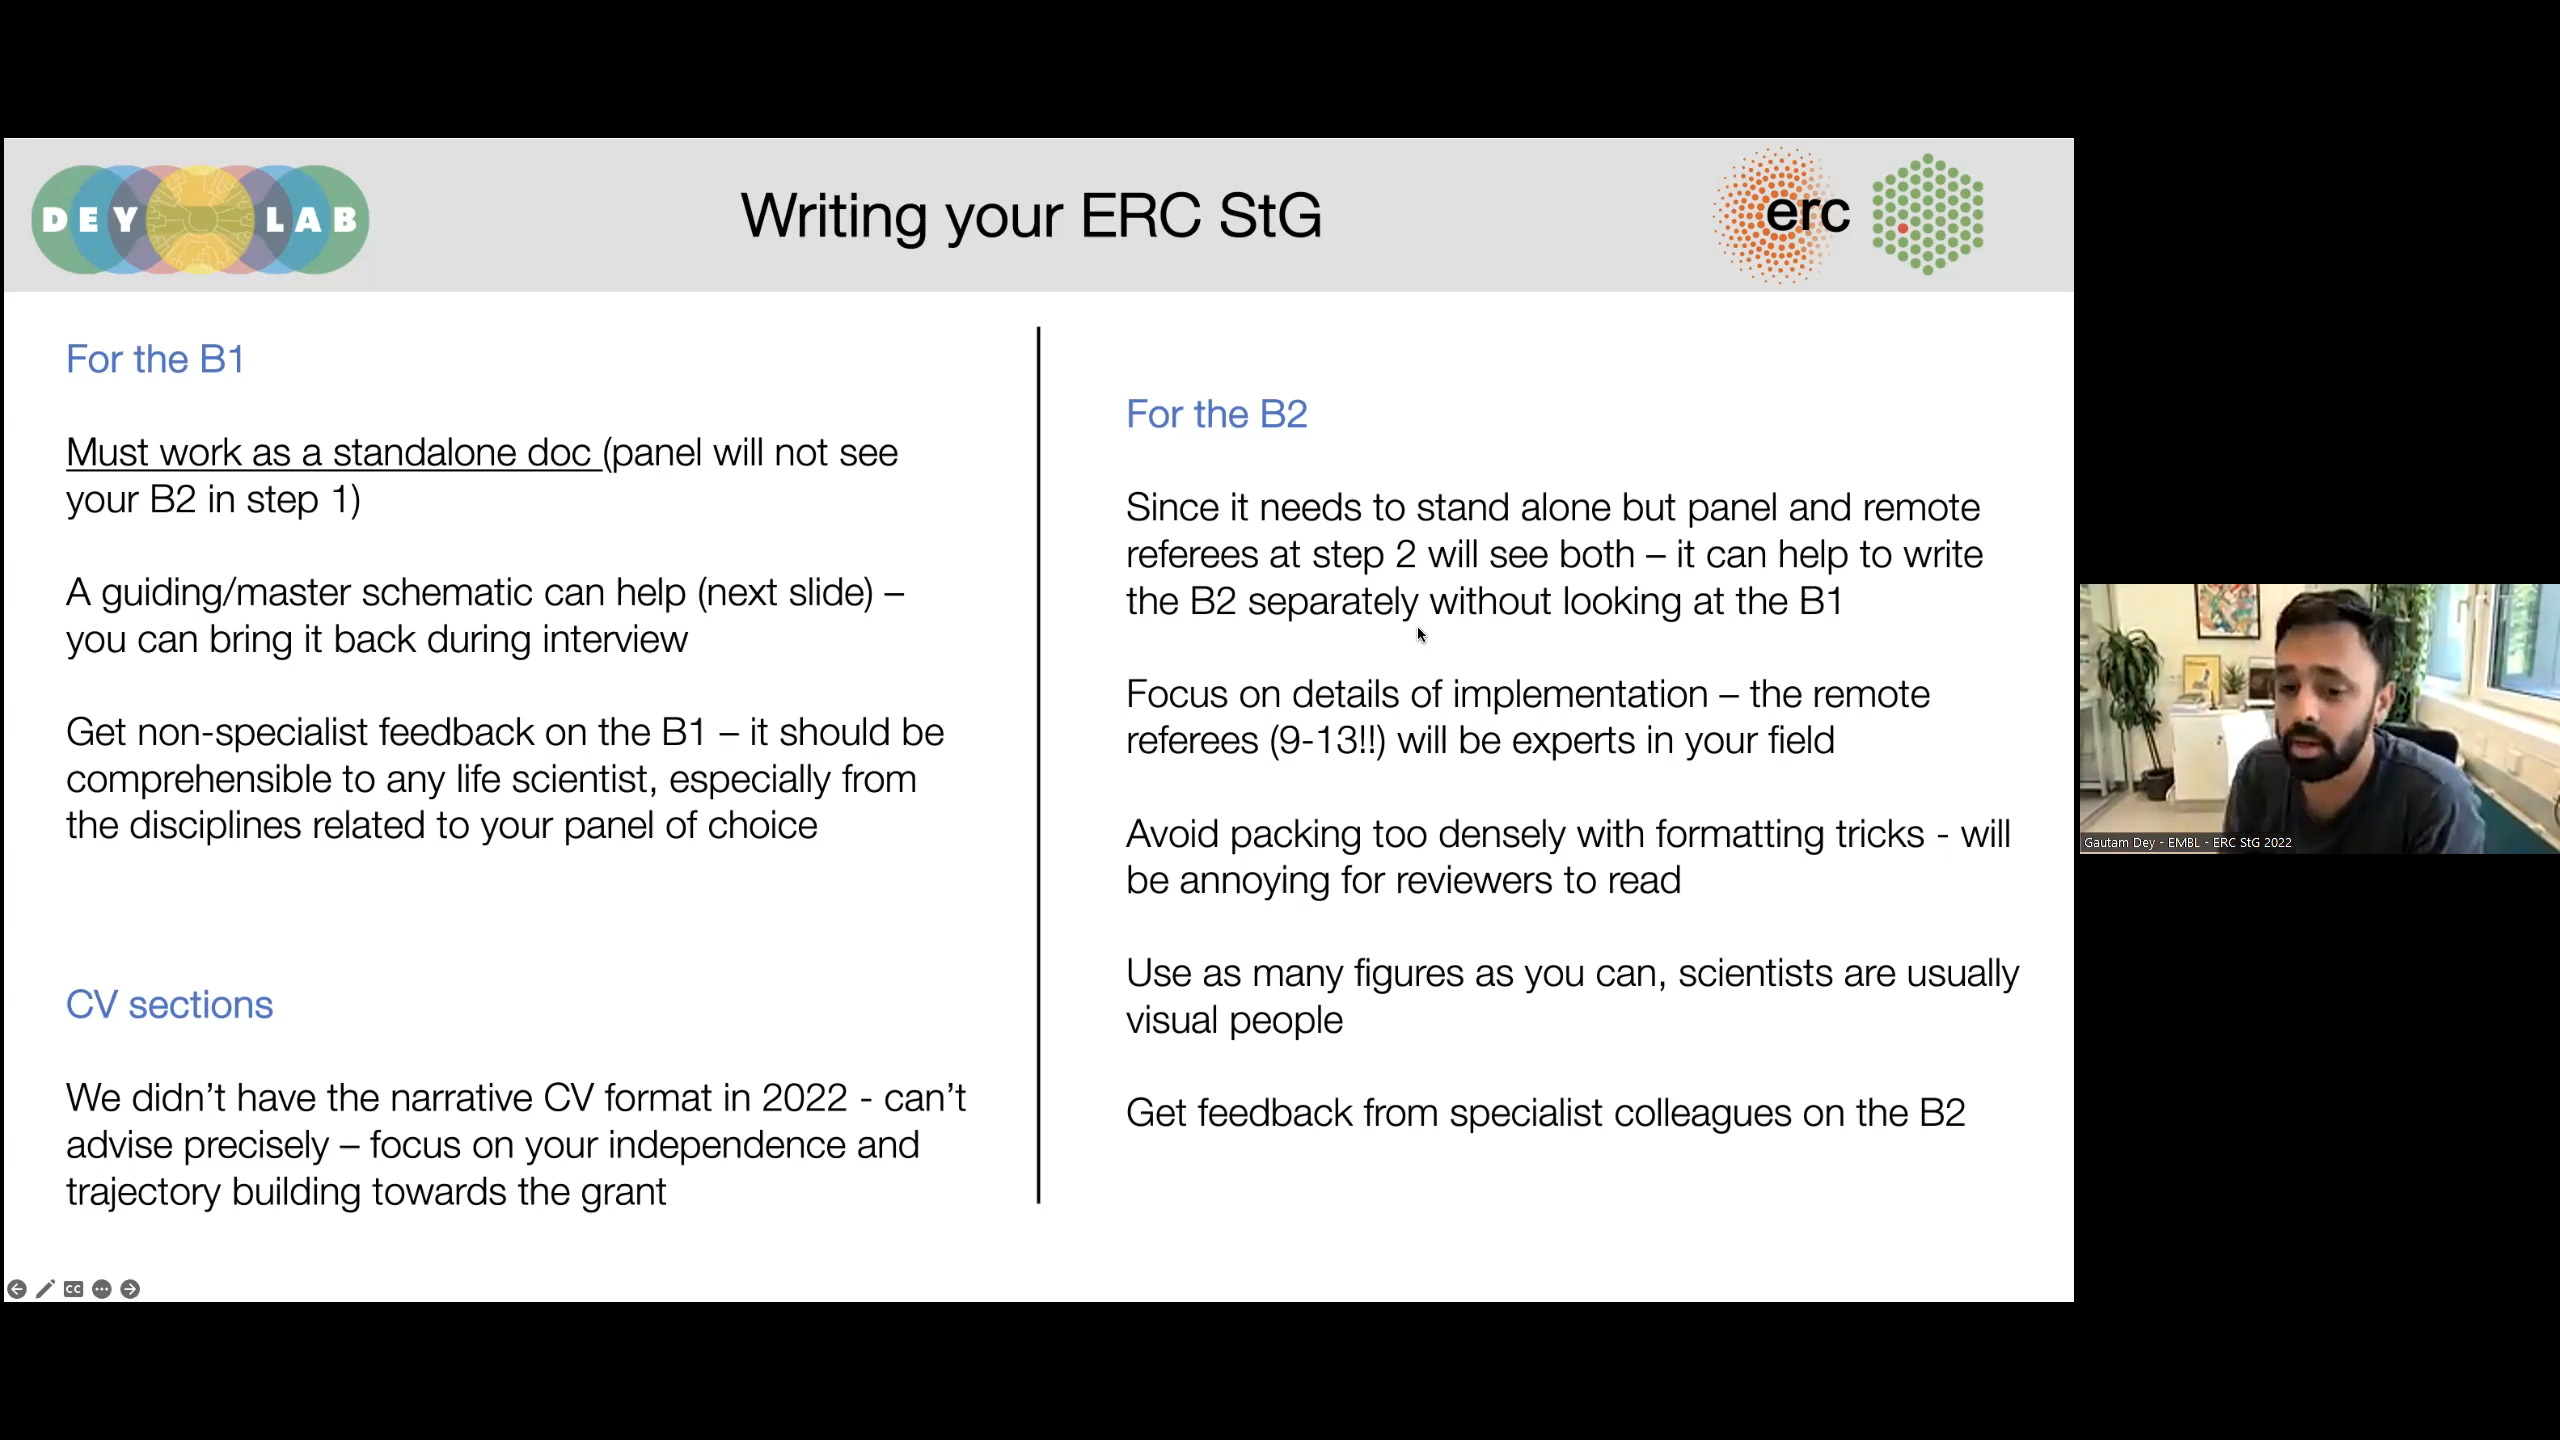 DEY LAB
Writing your ERC StG
erc
For the B1
Must work as a standalone doc (panel will not see
your B2 in step 1)
A guiding/master schematic can help (next slide) –
you can bring it back during interview
Get non-specialist feedback on the B1 – it should be
comprehensible to any life scientist, especially from
the disciplines related to your panel of choice
CV sections
We didn’t have the narrative CV format in 2022 - can’t
advise precisely – focus on your independence and
trajectory building towards the grant
For the B2
Since it needs to stand alone but panel and remote
referees at step 2 will see both – it can help to write
the B2 separately without looking at the B1
Focus on details of implementation – the remote
referees (9-13!!) will be experts in your field
Avoid packing too densely with formatting tricks - will
be annoying for reviewers to read
Use as many figures as you can, scientists are usually
visual people
Get feedback from specialist colleagues on the B2
CC
Gautam Dey - EMBL - ERC StG 2022